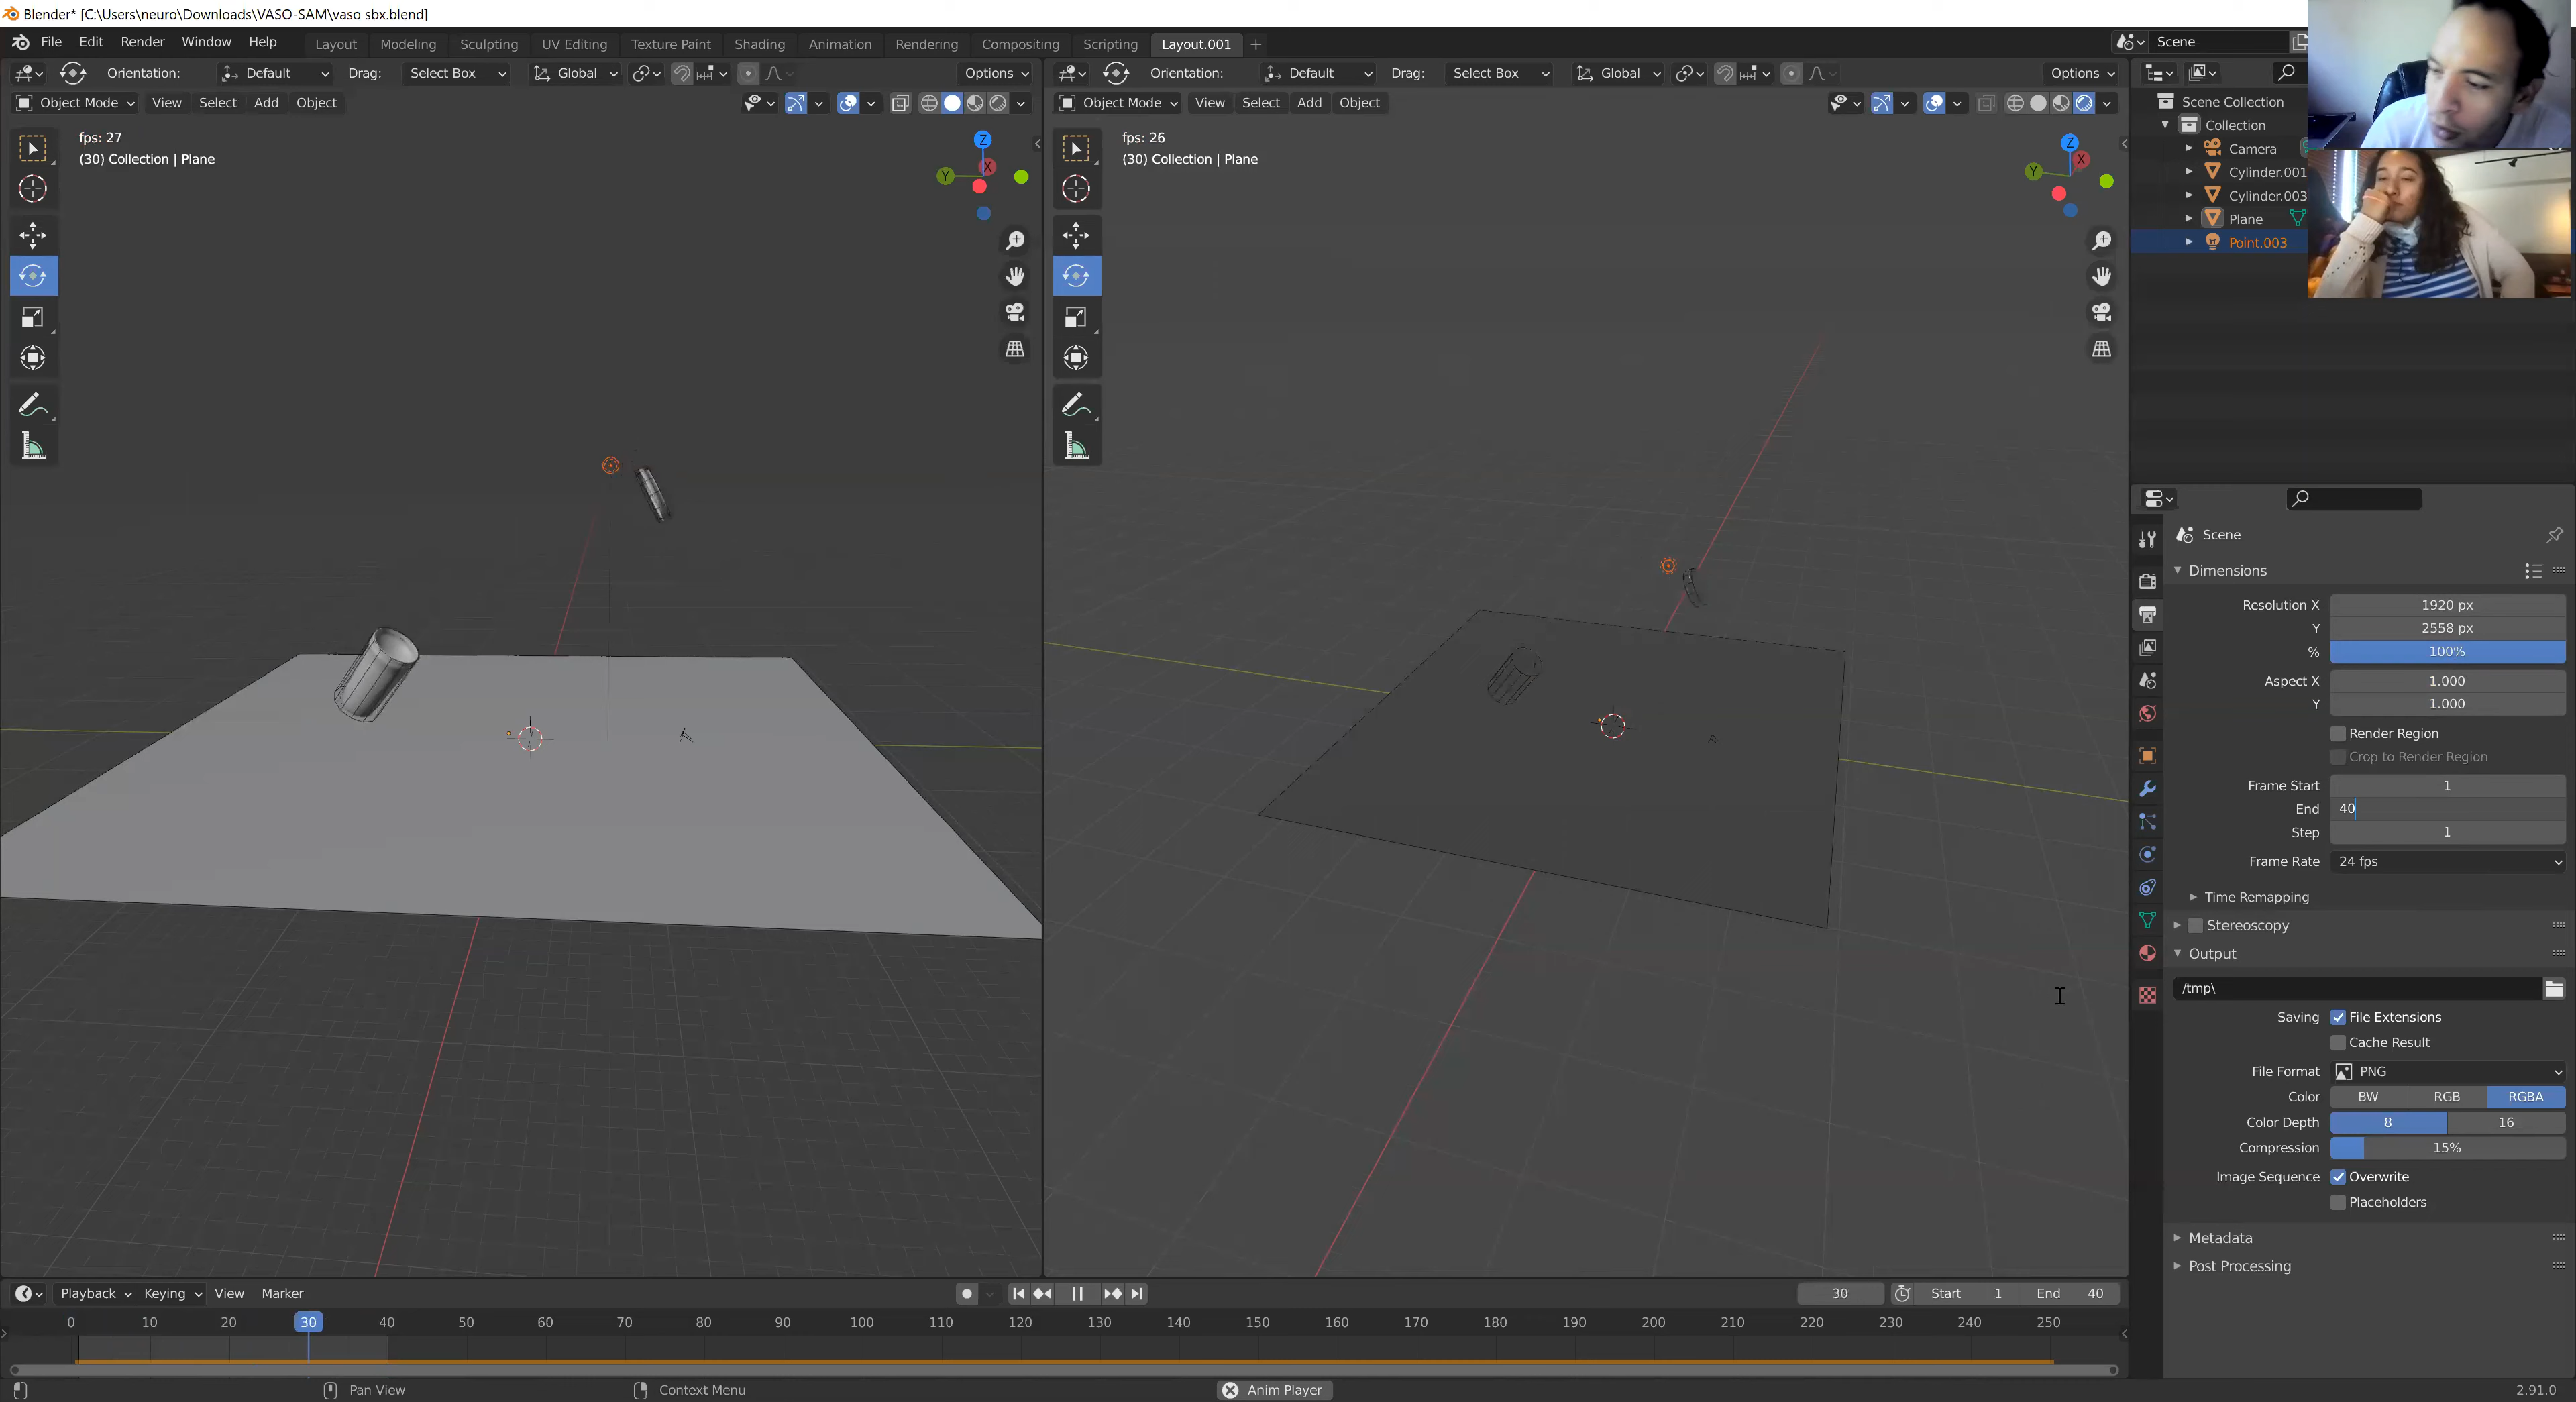 Blender* [C:\Users\neuro\Downloads\VASO-SAM\vaso sbx.blend]
File Edit Render Window Help Layout Modeling Sculpting UV Editing Texture Paint Shading Animation Rendering Compositing Scripting Layout.001 + Scene
Orientation: Default Drag: Select Box Global Options
Object Mode View Select Add Object
fps: 27
(30) Collection | Plane
Z
X
Y
Orientation: Default Drag: Select Box Global Options
Object Mode View Select Add Object
fps: 26
(30) Collection | Plane
Z
X
Y
Scene Collection
Collection
Camera
Cylinder.001
Cylinder.003
Plane
Point.003
Scene
Dimensions
Resolution X 1920 px
Y 2558 px
% 100%
Aspect X 1.000
Y 1.000
Render Region
Crop to Render Region
Frame Start 1
End 40
Step 1
Frame Rate 24 fps
Time Remapping
Stereoscopy
Output
/tmp\
Saving File Extensions
Cache Result
File Format PNG
Color BW RGB RGBA
Color Depth 8 16
Compression 15%
Image Sequence Overwrite
Placeholders
Metadata
Post Processing
Playback Keying View Marker 30 Start 1 End 40
0 10 20 30 40 50 60 70 80 90 100 110 120 130 140 150 160 170 180 190 200 210 220 230 240 250
Pan View Context Menu Anim Player 2.91.0